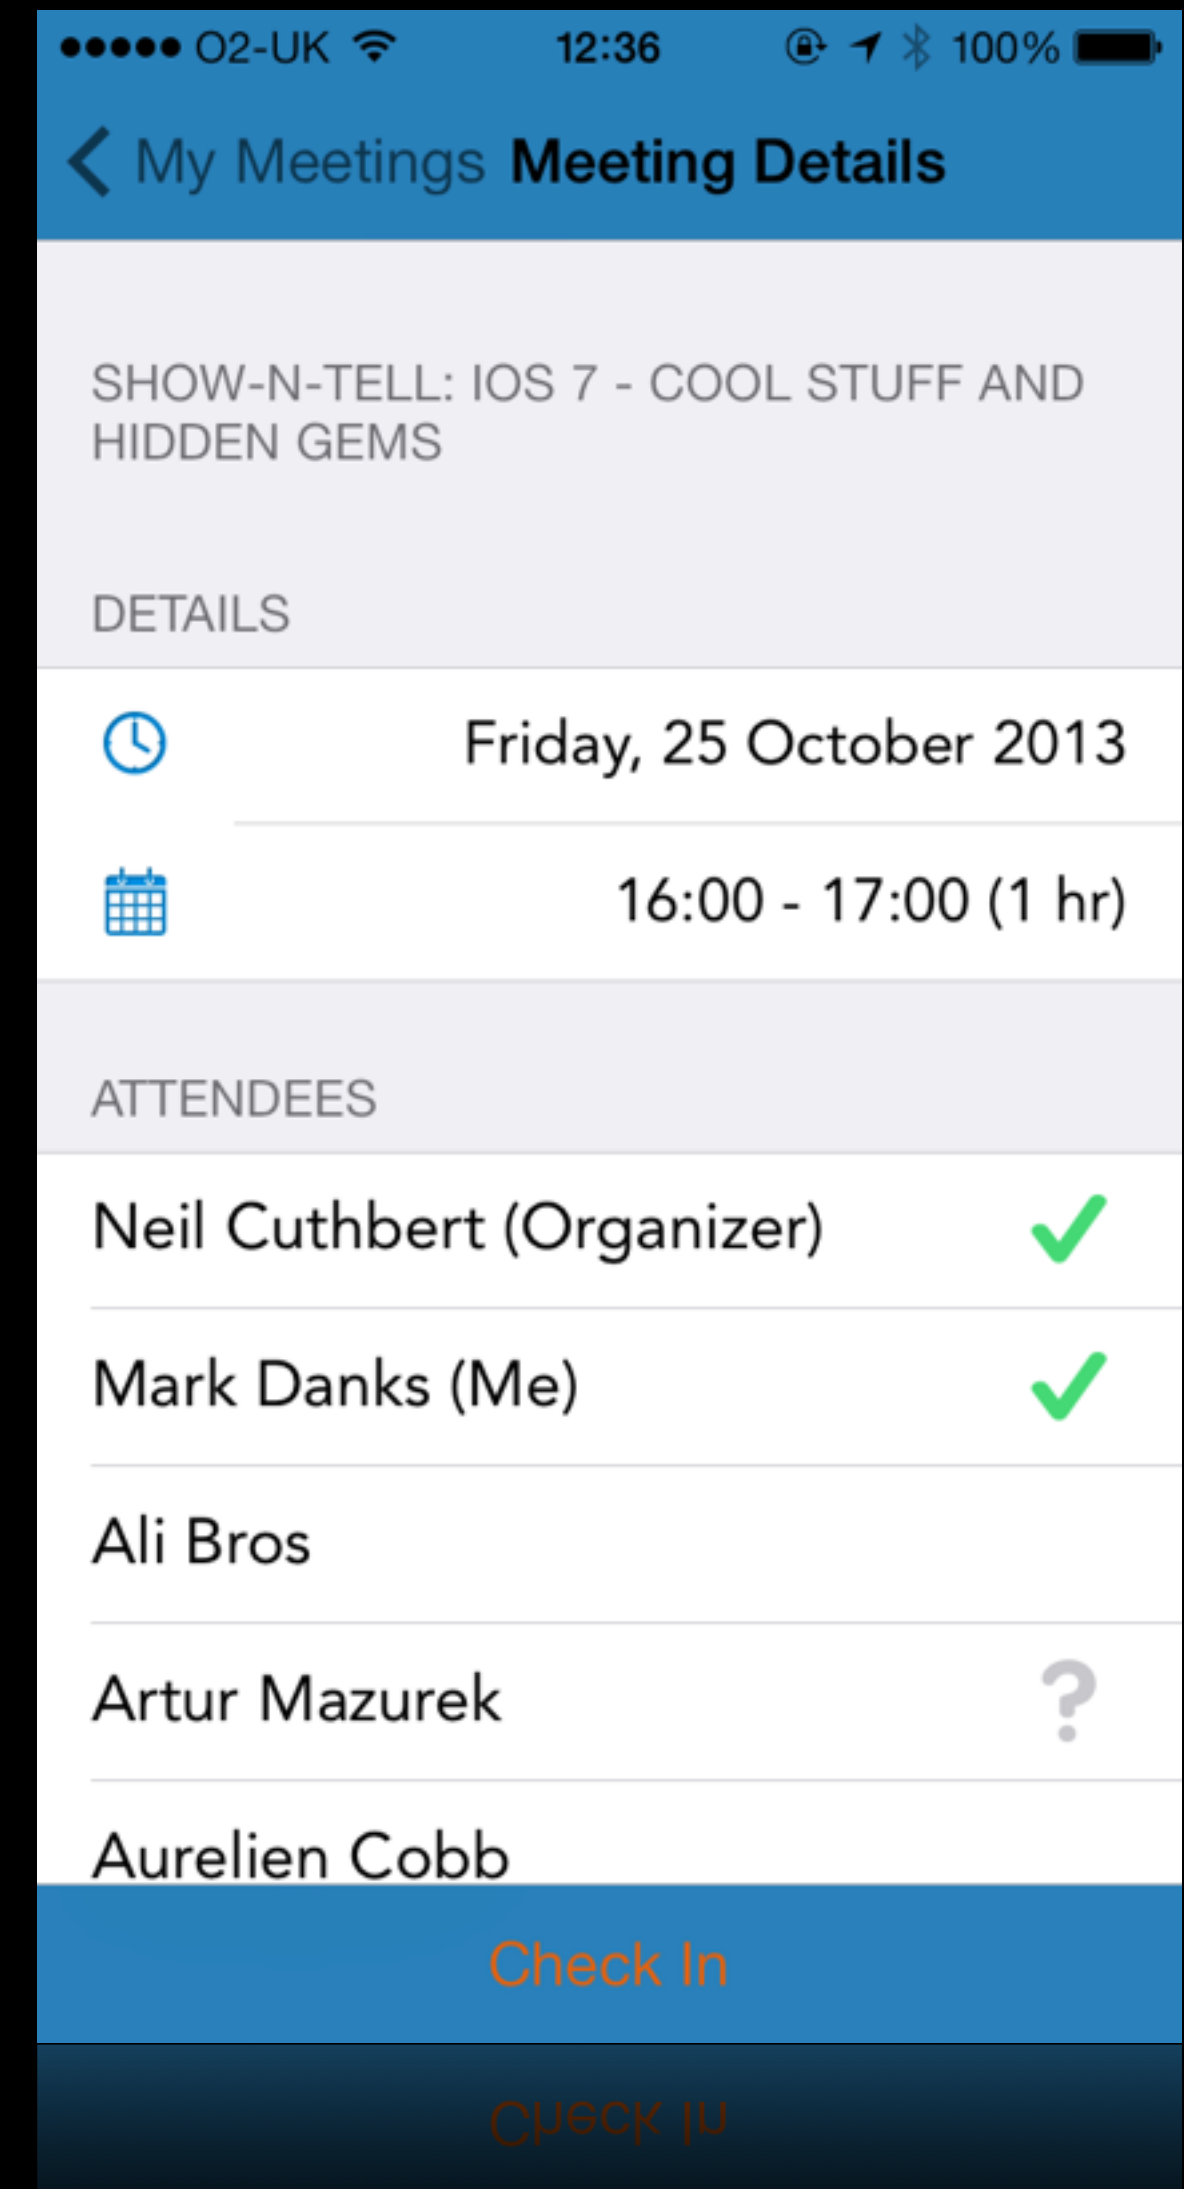 O2-UK 12:36 100%
My Meetings Meeting Details
SHOW-N-TELL: IOS 7 - COOL STUFF AND
HIDDEN GEMS
DETAILS
Friday, 25 October 2013
16:00 - 17:00 (1 hr)
ATTENDEES
Neil Cuthbert (Organizer)
Mark Danks (Me)
Ali Bros
Artur Mazurek
?
Aurelien Cobb
Check In
Check In